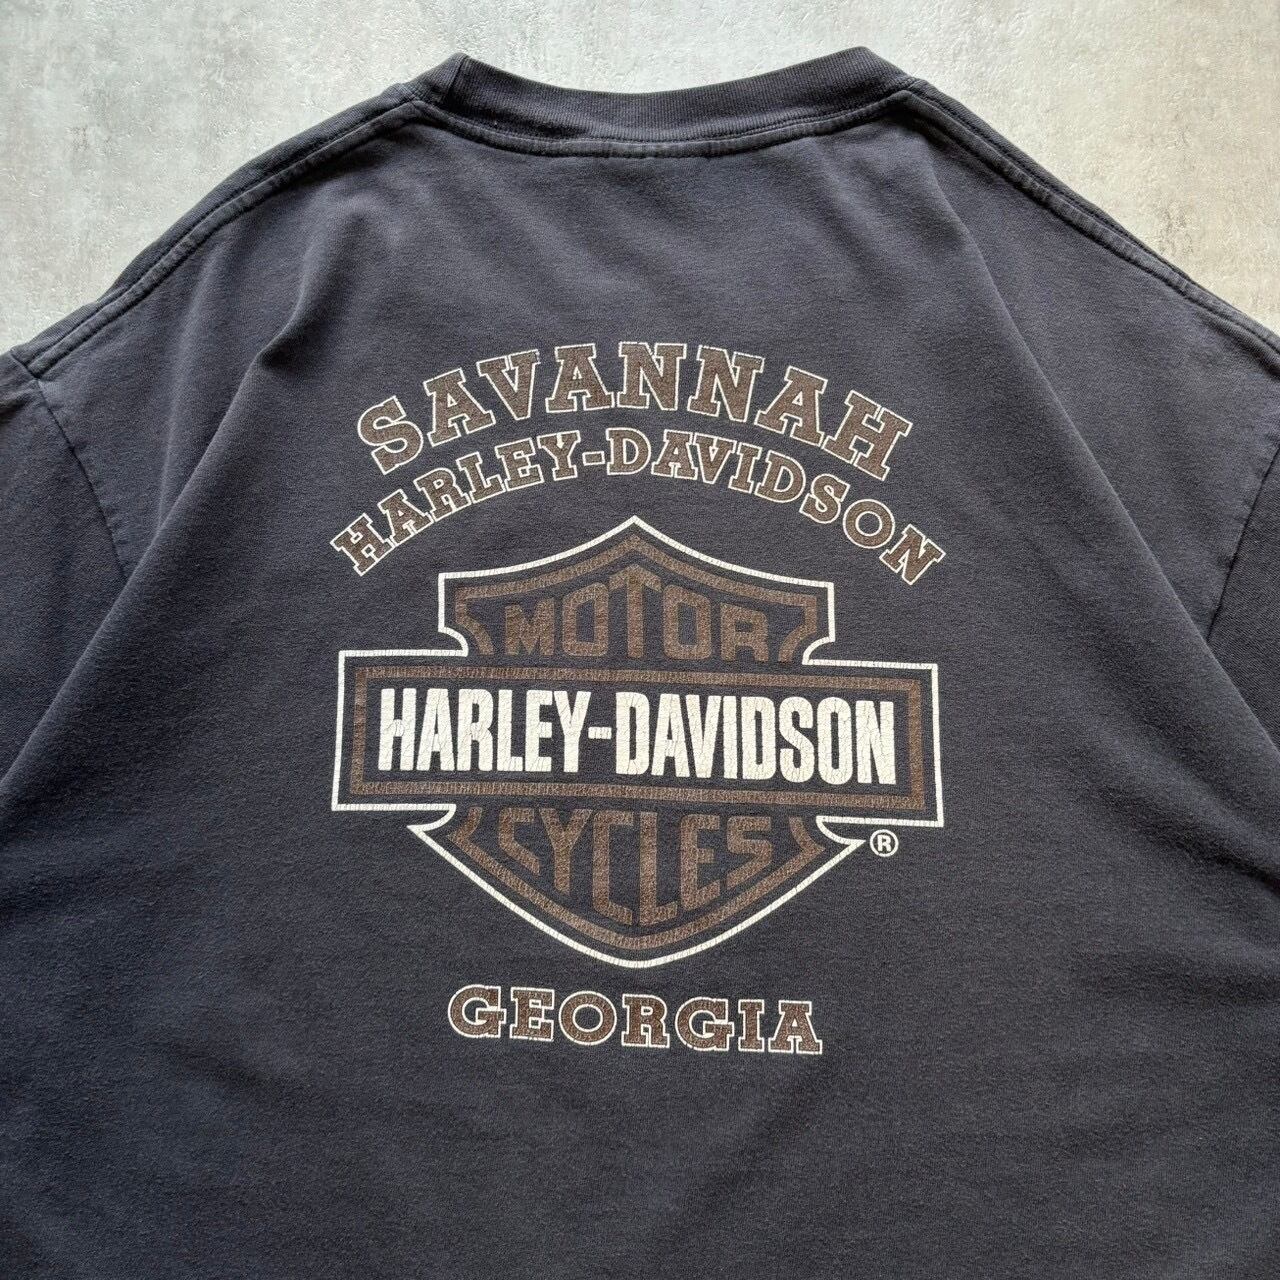 SAVANNAH
HARLEY-DAVIDSON
MOTOR
HARLEY-DAVIDSON
CYCLES
®
GEORGIA